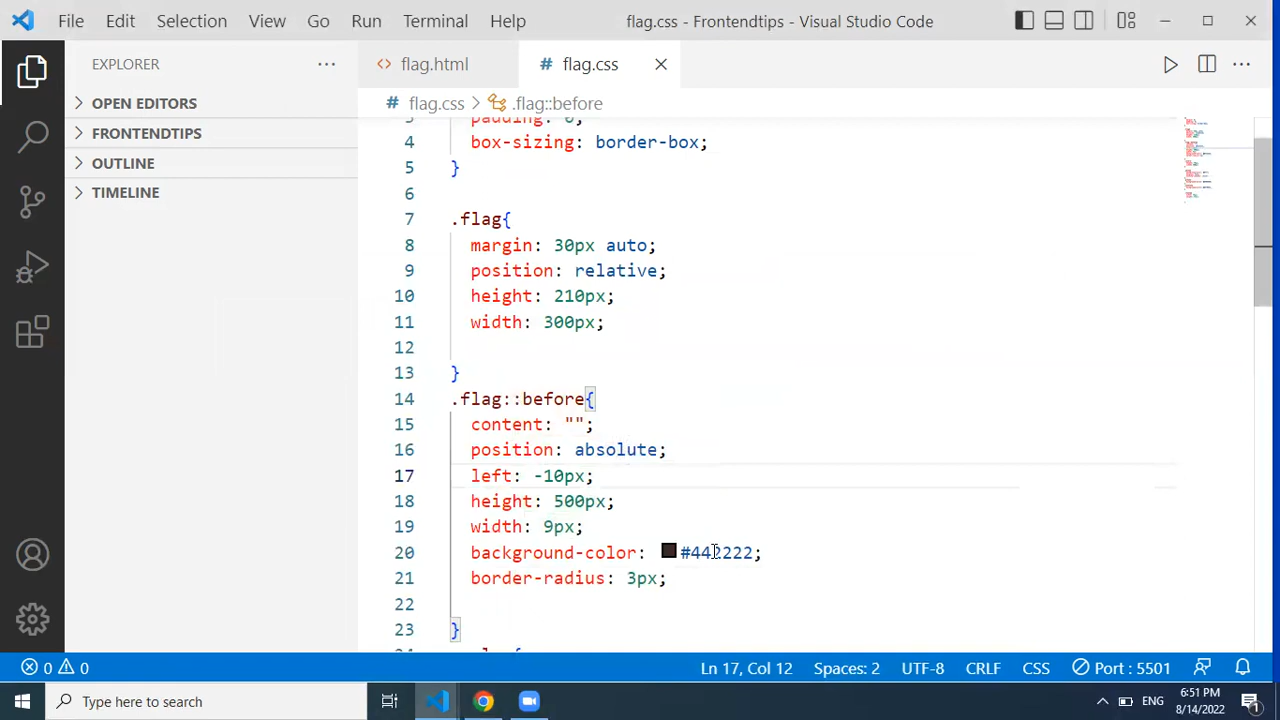 File Edit Selection View Go Run Terminal Help flag.css - Frontendtips - Visual Studio Code
EXPLORER
flag.html flag.css
OPEN EDITORS
FRONTENDTIPS
OUTLINE
TIMELINE
flag.css > .flag::before
3 padding: 0;
4 box-sizing: border-box;
5 }
6
7 .flag{
8 margin: 30px auto;
9 position: relative;
10 height: 210px;
11 width: 300px;
12
13 }
14 .flag::before{
15 content: "";
16 position: absolute;
17 left: -10px;
18 height: 500px;
19 width: 9px;
20 background-color: #442222;
21 border-radius: 3px;
22
23 }
0 0 Ln 17, Col 12 Spaces: 2 UTF-8 CRLF CSS Port : 5501
Type here to search
ENG
6:51 PM
8/14/2022
1